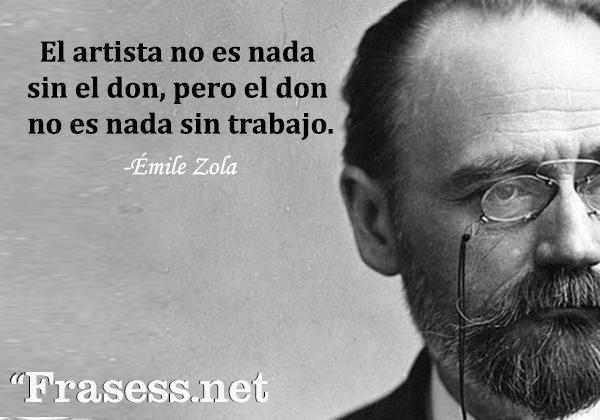 El artista no es nada
sin el don, pero el don
no es nada sin trabajo.
-Émile Zola
“Frasess.net